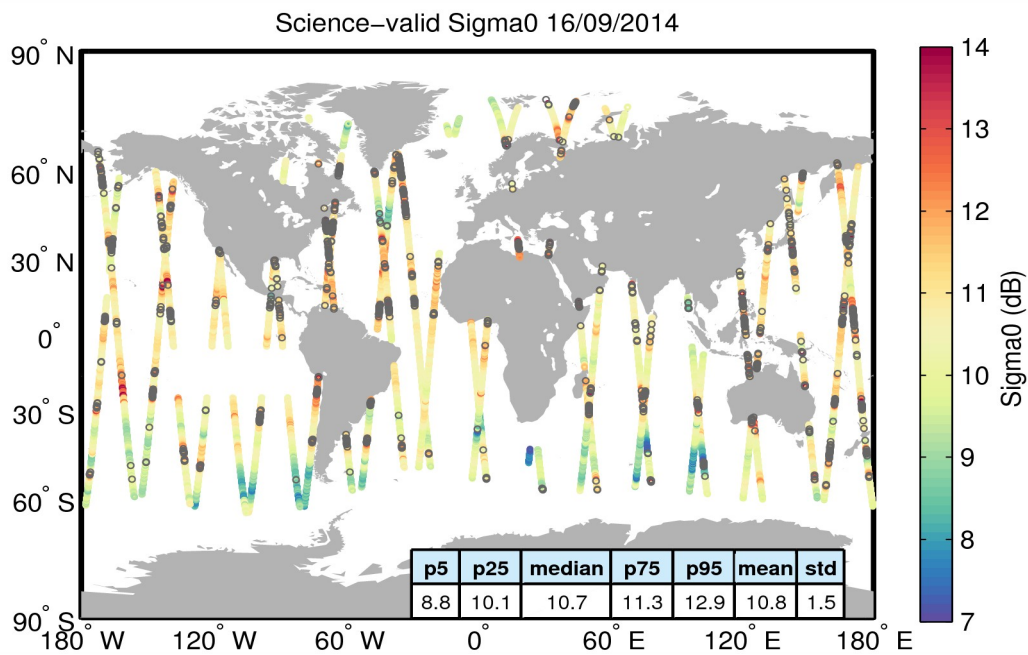 Science−valid Sigma0 16/09/2014
90° N
60° N
30° N
0°
30° S
60° S
90° S
180° W
120° W
60° W
0°
60° E
120° E
180° E
p5 p25 median p75 p95 mean std
8.8 10.1 10.7 11.3 12.9 10.8 1.5
14
13
12
11
10
9
8
7
Sigma0 (dB)